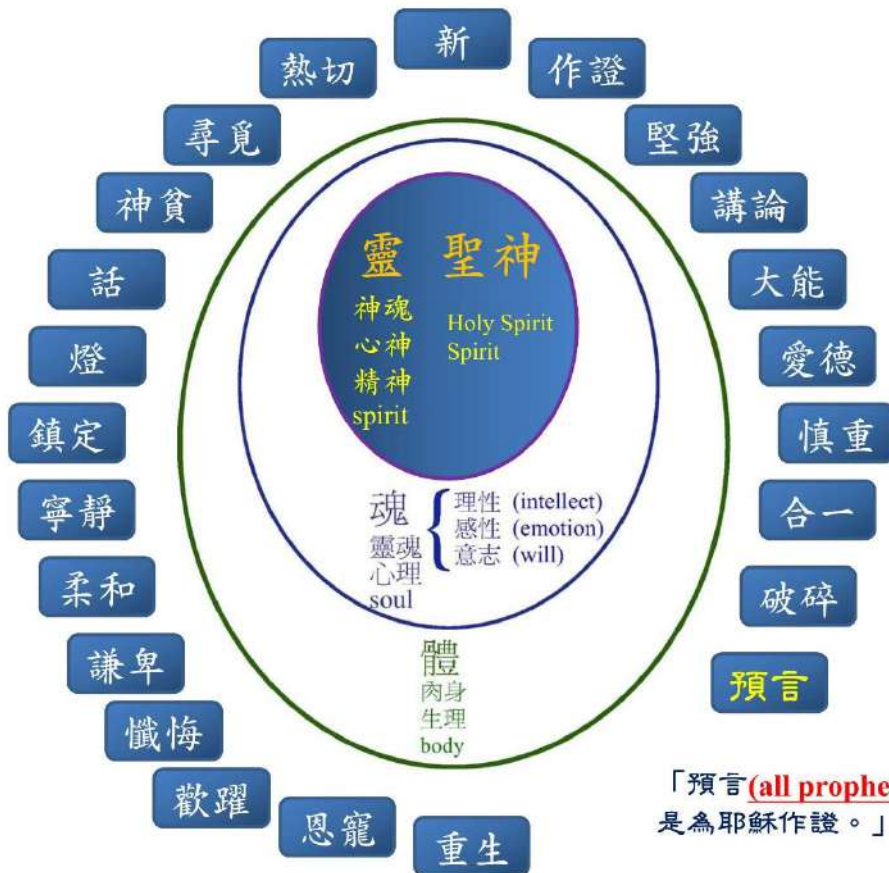 新
熱切
作證
尋覓
堅強
神貧
講論
話
大能
燈
愛德
鎮定
慎重
寧靜
合一
柔和
破碎
謙卑
預言
懺悔
歡躍
恩寵
重生
靈 聖神
神魂
心神
精神
spirit
Holy Spirit
Spirit
魂
靈魂
心理
soul
理性 (intellect)
感性 (emotion)
意志 (will)
體
肉身
生理
body
「預言(all prophe
是為耶穌作證。」